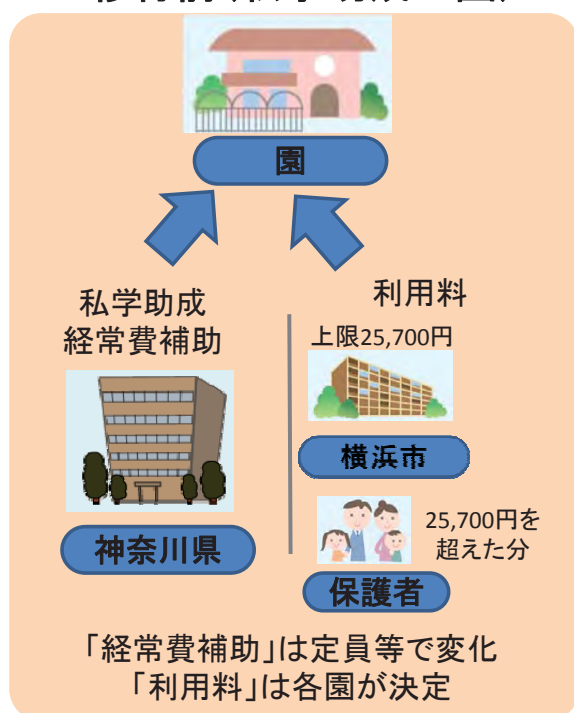 園
私学助成
経常費補助
神奈川県
利用料
上限25,700円
横浜市
25,700円を
超えた分
保護者
「経常費補助」は定員等で変化
「利用料」は各園が決定